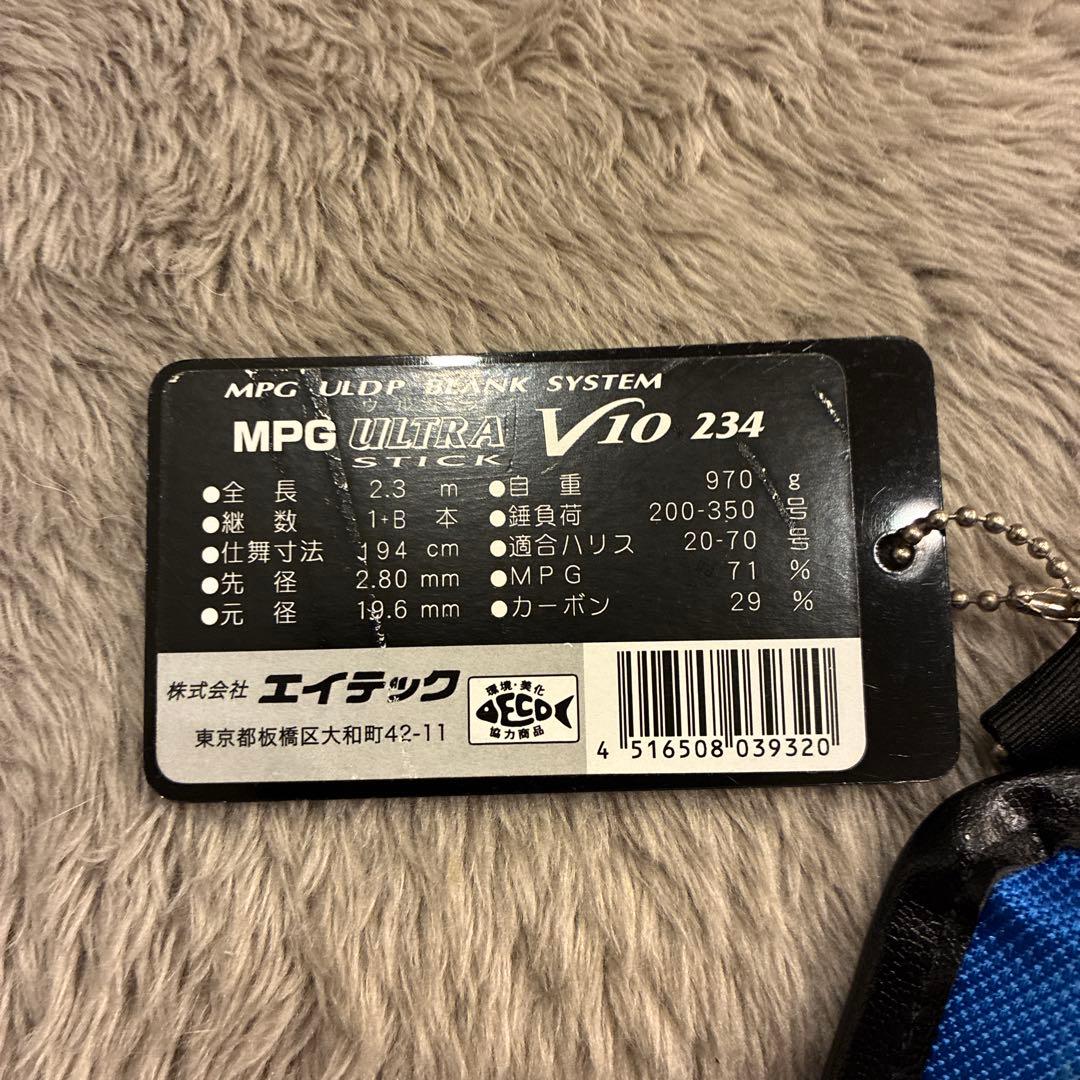 MPG ULDP BLANK SYSTEM
MPG ULTRA STICK V10 234
●全長 2.3 m ●自重 970 g
●継数 1+B 本 ●錘負荷 200-350 号
●仕舞寸法 194 cm ●適合ハリス 20-70 号
●先径 2.80 mm ●MPG 71 %
●元径 19.6 mm ●カーボン 29 %
株式会社 エイテック
東京都板橋区大和町42-11
環境・美化
ECO
協力商品
4 516508 039320